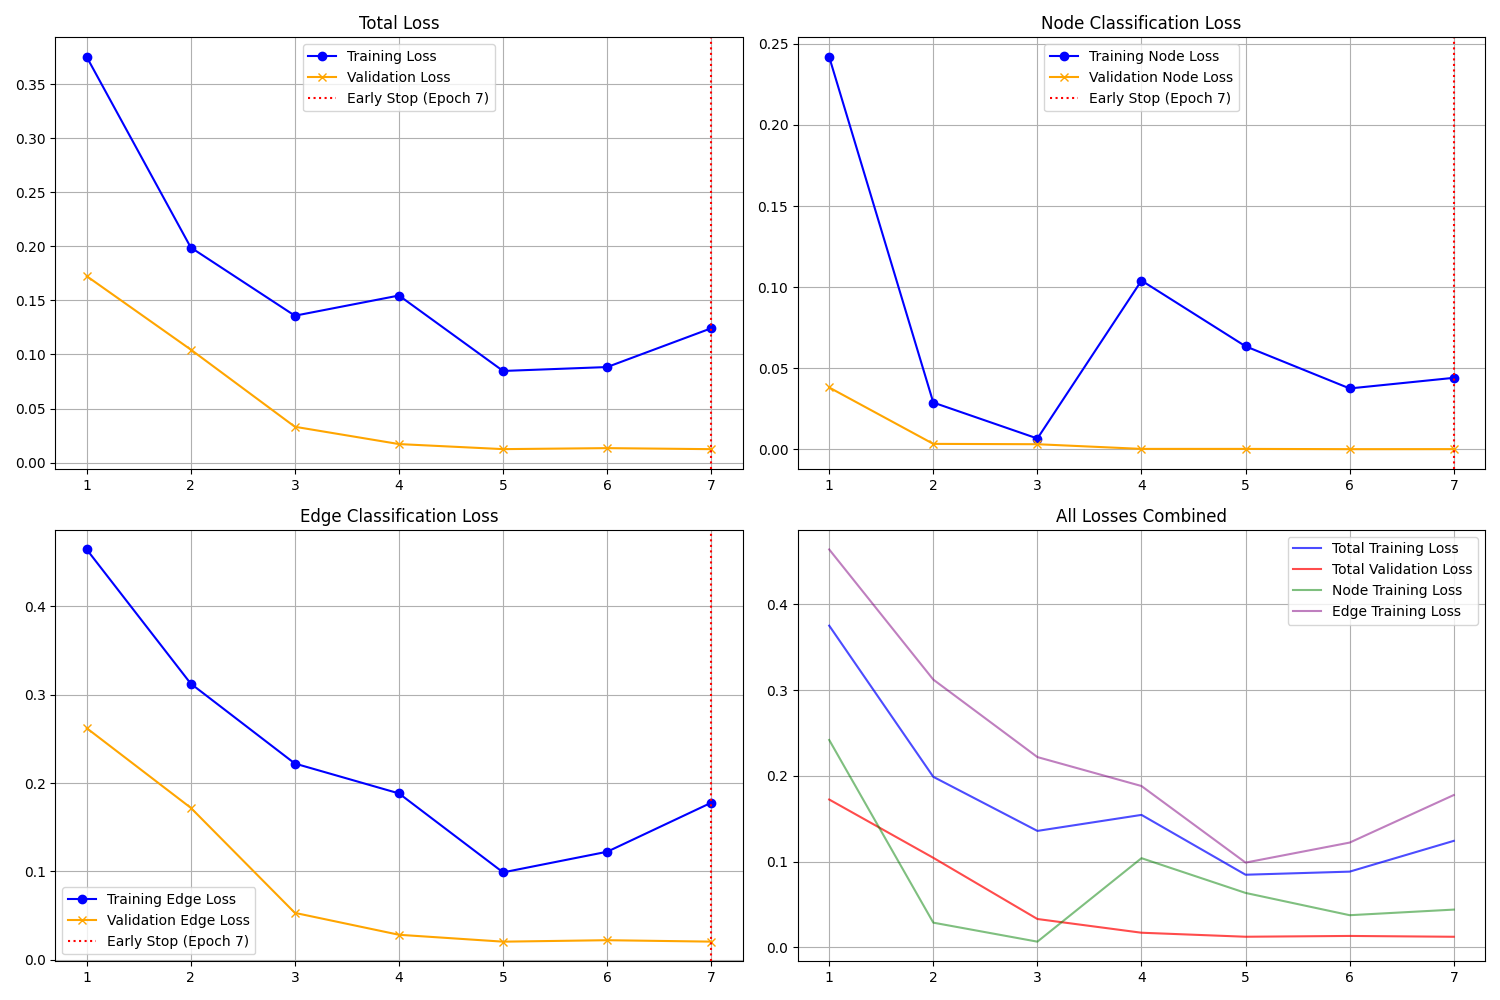 Total Loss
Training Loss
Validation Loss
Early Stop (Epoch 7)
0.35
0.30
0.25
0.20
0.15
0.10
0.05
0.00
1 2 3 4 5 6 7
Node Classification Loss
Training Node Loss
Validation Node Loss
Early Stop (Epoch 7)
0.25
0.20
0.15
0.10
0.05
0.00
1 2 3 4 5 6 7
Edge Classification Loss
0.4
0.3
0.2
0.1
0.0
Training Edge Loss
Validation Edge Loss
Early Stop (Epoch 7)
1 2 3 4 5 6 7
All Losses Combined
Total Training Loss
Total Validation Loss
Node Training Loss
Edge Training Loss
0.4
0.3
0.2
0.1
0.0
1 2 3 4 5 6 7